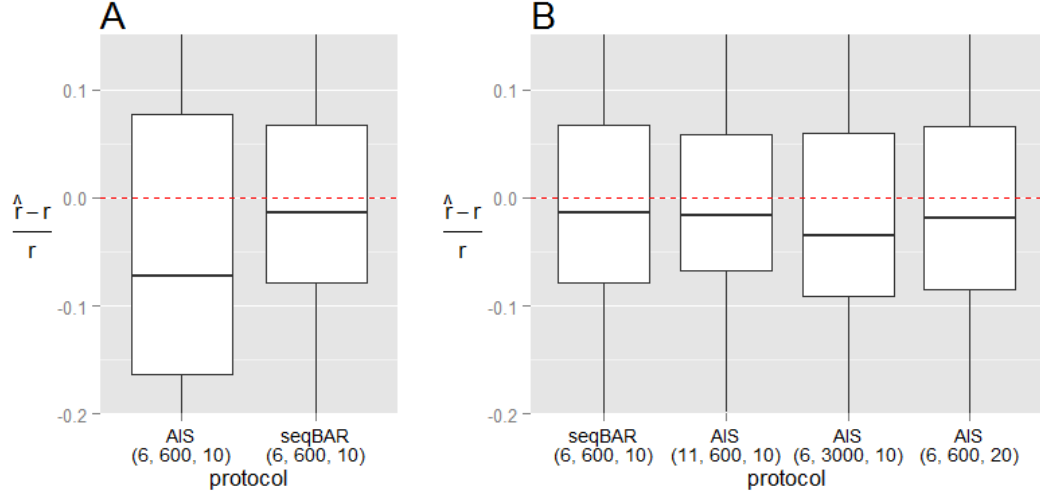 A
0.1
0.0
-0.1
-0.2
r̂ – r
r
AIS
(6, 600, 10)
seqBAR
(6, 600, 10)
protocol
B
0.1
0.0
-0.1
-0.2
r̂ – r
r
seqBAR
(6, 600, 10)
AIS
(11, 600, 10)
AIS
(6, 3000, 10)
AIS
(6, 600, 20)
protocol